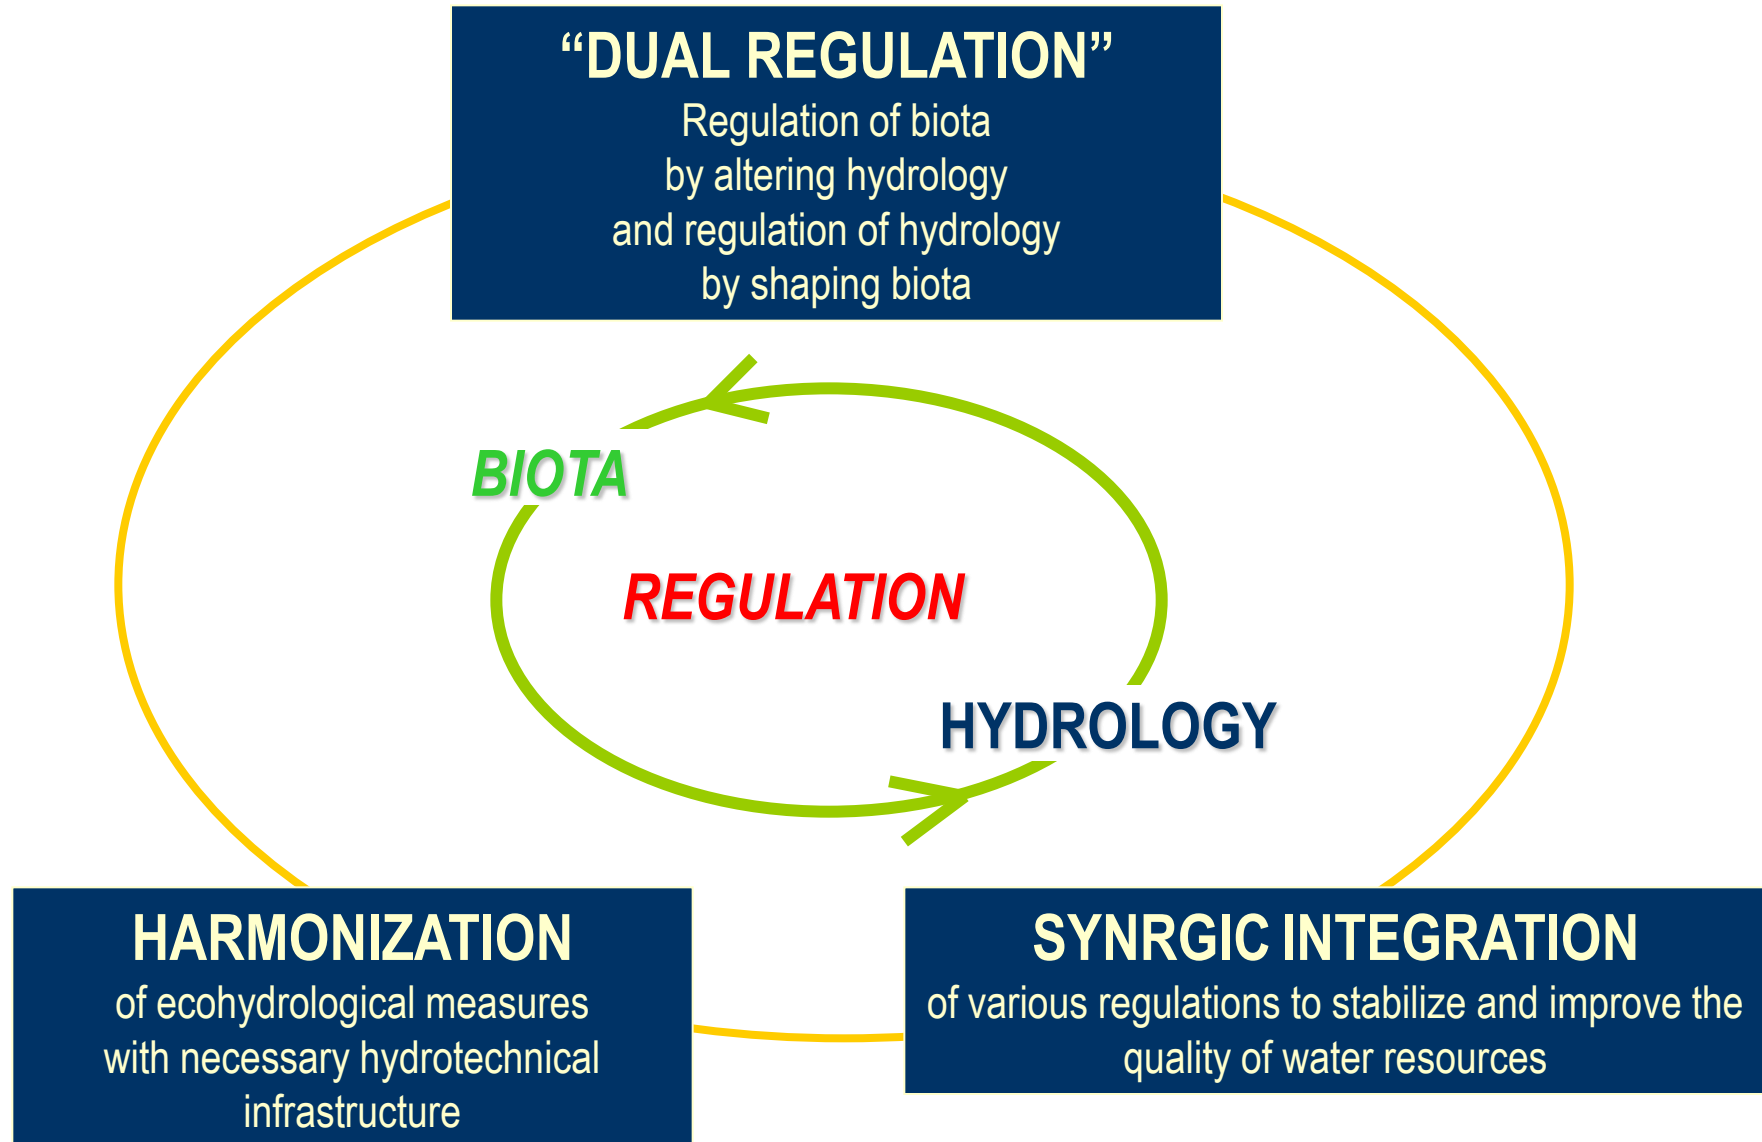 “DUAL REGULATION”
Regulation of biota
by altering hydrology
and regulation of hydrology
by shaping biota
BIOTA
REGULATION
HYDROLOGY
HARMONIZATION
of ecohydrological measures
with necessary hydrotechnical
infrastructure
SYNRGIC INTEGRATION
of various regulations to stabilize and improve the
quality of water resources